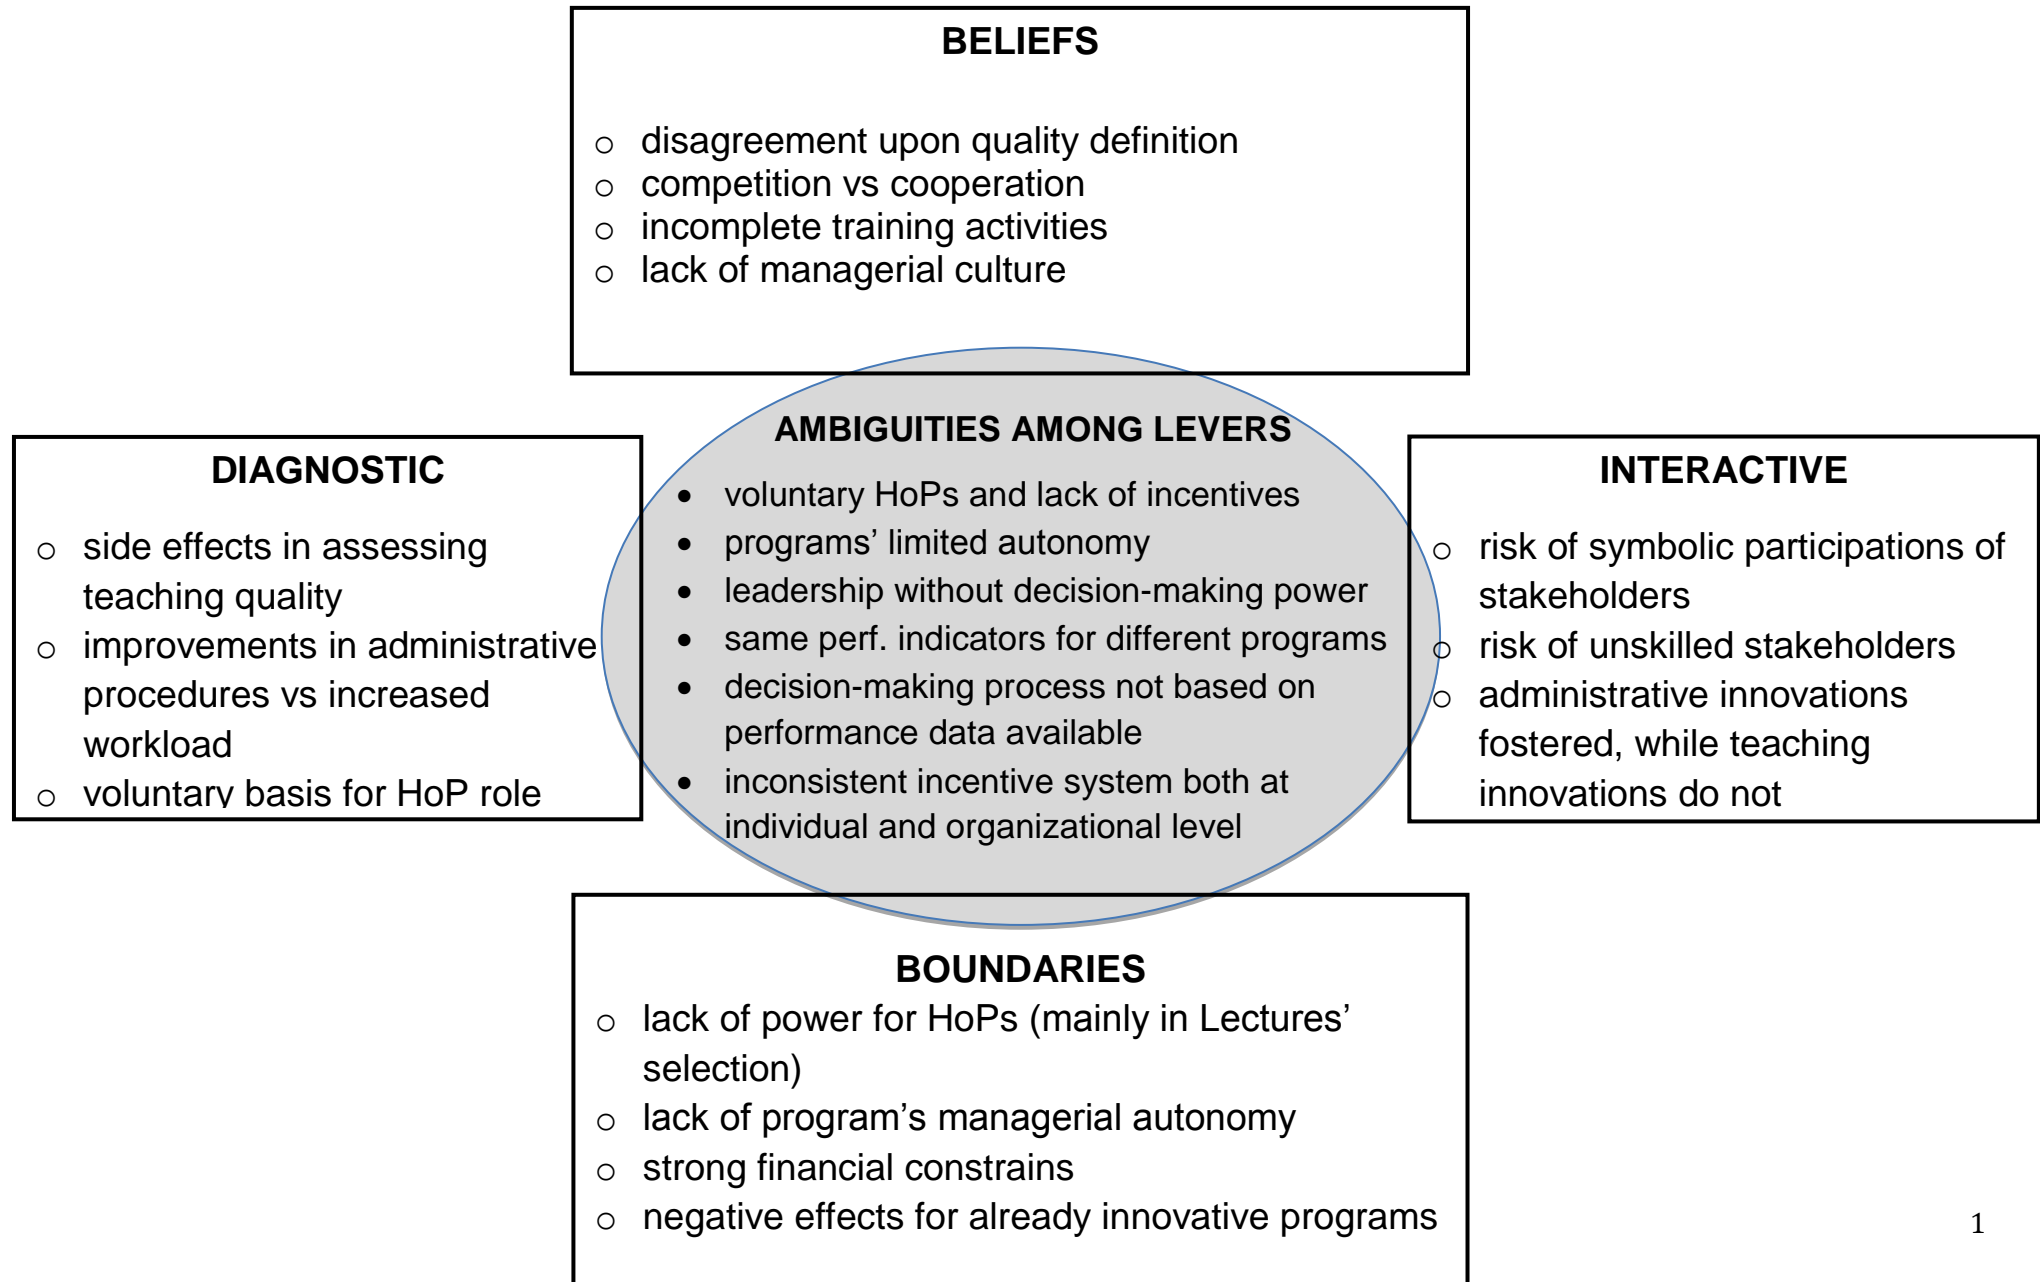 BELIEFS
○ disagreement upon quality definition
○ competition vs cooperation
○ incomplete training activities
○ lack of managerial culture
DIAGNOSTIC
○ side effects in assessing
teaching quality
○ improvements in administrative
procedures vs increased
workload
○ voluntary basis for HoP role
AMBIGUITIES AMONG LEVERS
• voluntary HoPs and lack of incentives
• programs’ limited autonomy
• leadership without decision-making power
• same perf. indicators for different programs
• decision-making process not based on
performance data available
• inconsistent incentive system both at
individual and organizational level
INTERACTIVE
○ risk of symbolic participations of
stakeholders
○ risk of unskilled stakeholders
○ administrative innovations
fostered, while teaching
innovations do not
BOUNDARIES
○ lack of power for HoPs (mainly in Lectures’
selection)
○ lack of program’s managerial autonomy
○ strong financial constrains
○ negative effects for already innovative programs
1